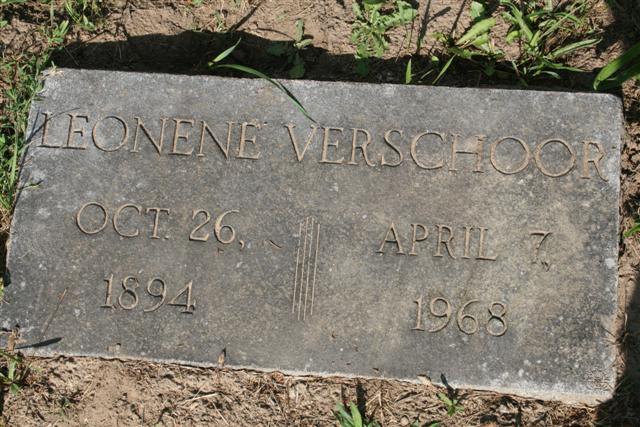 LEONENE VERSCHOOR
OCT. 26, APRIL 7
1894 1968